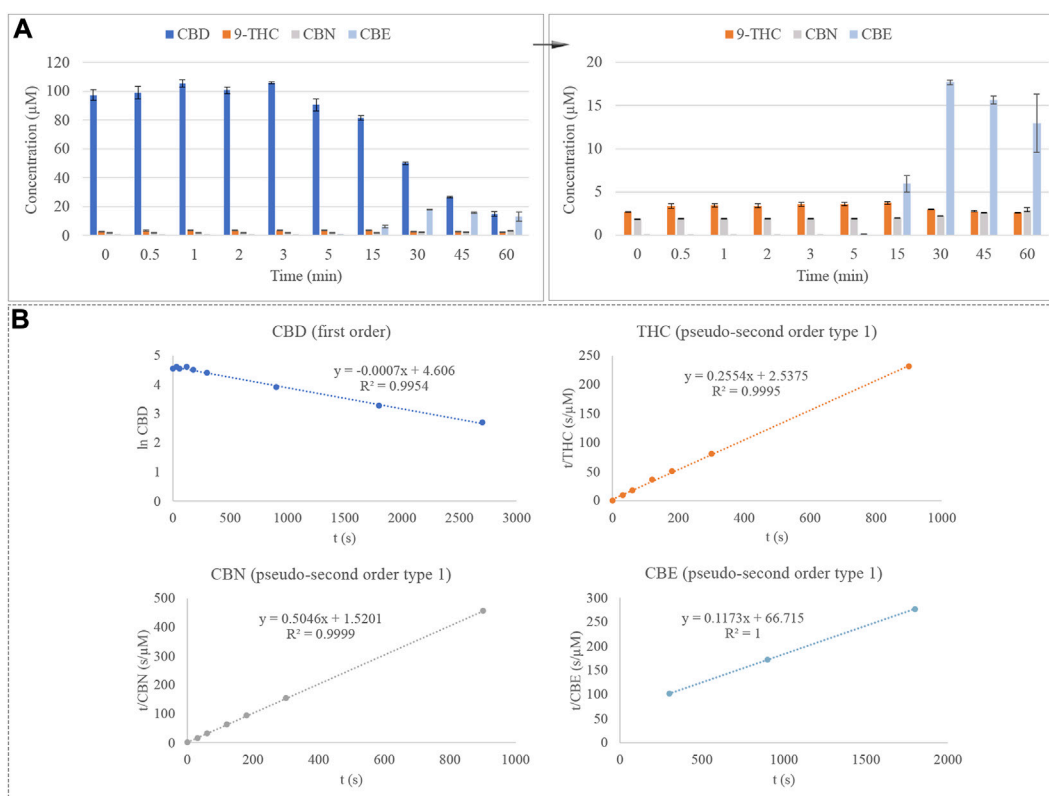 A
CBD 9-THC CBN CBE
Concentration (µM)
120
100
80
60
40
20
0
0 0.5 1 2 3 5 15 30 45 60
Time (min)
9-THC CBN CBE
Concentration (µM)
20
15
10
5
0
0 0.5 1 2 3 5 15 30 45 60
Time (min)
B
CBD (first order)
ln CBD
5
4
3
2
1
0
y = -0.0007x + 4.606
R² = 0.9954
0 500 1000 1500 2000 2500 3000
t (s)
THC (pseudo-second order type 1)
t/THC (s/µM)
250
200
150
100
50
0
y = 0.2554x + 2.5375
R² = 0.9995
0 200 400 600 800 1000
t (s)
CBN (pseudo-second order type 1)
t/CBN (s/µM)
500
400
300
200
100
0
y = 0.5046x + 1.5201
R² = 0.9999
0 200 400 600 800 1000
t (s)
CBE (pseudo-second order type 1)
t/CBE (s/µM)
300
250
200
150
100
50
0
y = 0.1173x + 66.715
R² = 1
0 500 1000 1500 2000
t (s)